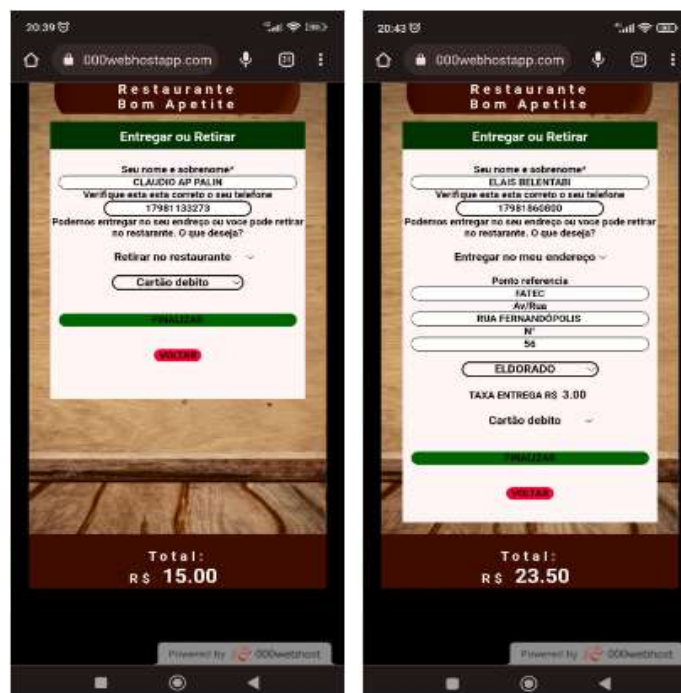 20:39
000webhostapp.com
Restaurante
Bom Apetite
Entregar ou Retirar
Seu nome e sobrenome*
CLAUDIO AP PALIN
Verifique esta esta correto o seu telefone
17981133273
Podemos entregar no seu endreço ou voce pode retirar
no restarante. O que deseja?
Retirar no restaurante
Cartão debito
FINALIZAR
VOLTAR
Total:
R$ 15.00
Powered by 000webhost
20:43
000webhostapp.com
Restaurante
Bom Apetite
Entregar ou Retirar
Seu nome e sobrenome*
ELAIS BELENTABI
Verifique esta esta correto o seu telefone
17981860800
Podemos entregar no seu endreço ou voce pode retirar
no restarante. O que deseja?
Entregar no meu endereço
Ponto referencia
FATEC
Av/Rua
RUA FERNANDÓPOLIS
N°
56
ELDORADO
TAXA ENTREGA R$ 3.00
Cartão debito
FINALIZAR
VOLTAR
Total:
R$ 23.50
Powered by 000webhost